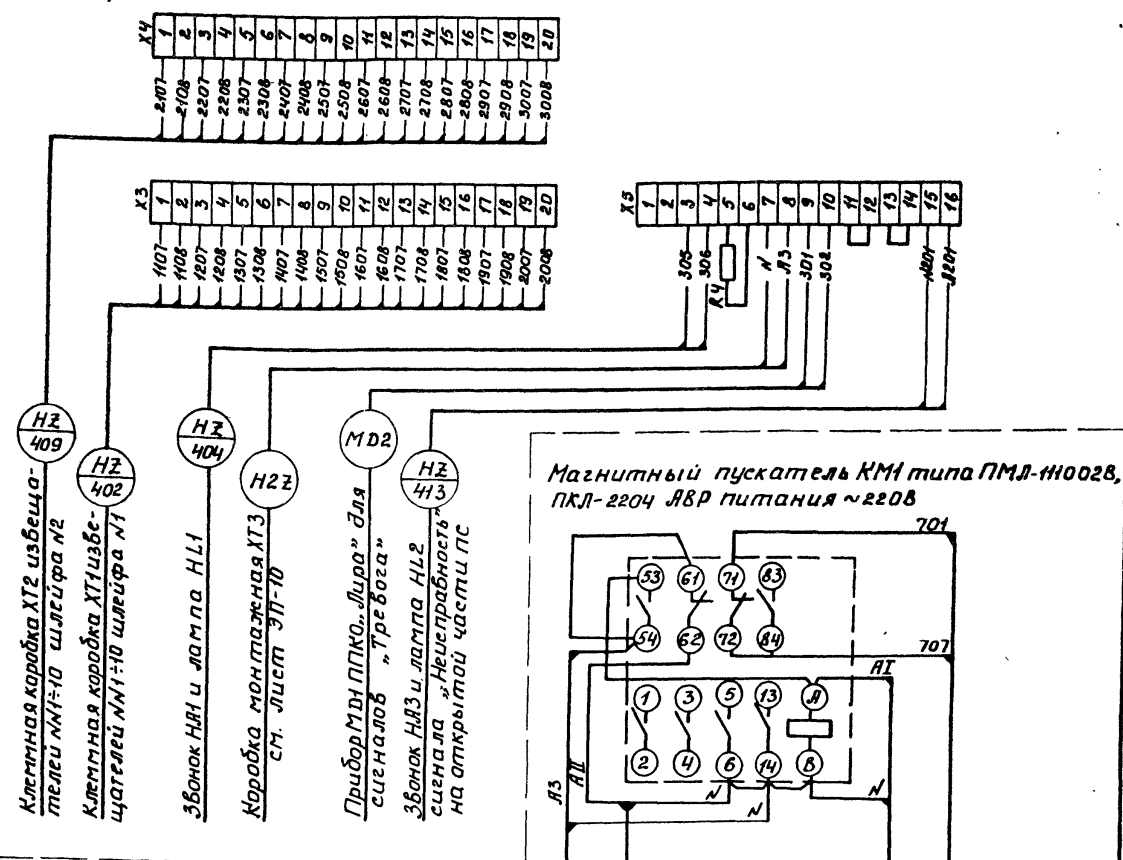 X4 1 2 3 4 5 6 7 8 9 10 11 12 13 14 15 16 17 18 19 20
2107 2108 2207 2208 2307 2308 2407 2408 2507 2508 2607 2608 2707 2708 2807 2808 2907 2908 3007 3008
X3 1 2 3 4 5 6 7 8 9 10 11 12 13 14 15 16 17 18 19 20
1107 1108 1207 1208 1307 1308 1407 1408 1507 1508 1607 1608 1707 1708 1807 1808 1907 1908 2007 2008
X5 1 2 3 4 5 6 7 8 9 10 11 12 13 14 15 16
305 306 R4 N А3 301 302 N201 А201
HZ
409
HZ
402
HZ
404
H2Z
MD2
HZ
413
Клеммная коробка XT2 извеща-
телей NN1÷10 шлейфа N2
Клеммная коробка XT1 изве-
щателей NN1÷10 шлейфа N1
Звонок HA1 и лампа HL1
Коробка монтажная XT3
см. лист ЭП-10
Прибор MD1 ППКО „Лира” для
сигналов „Тревога”
Звонок HA3 и лампа HL2
сигнала „Неисправность”
на открытой части ПС
Магнитный пускатель КМ1 типа ПМЛ-111002В,
ПКЛ-2204 АВР питания ~220В
701
53 61 71 83
54 62 72 84
707
АI
1 3 5 13 А
2 4 6 14 В
А3 АII N N N